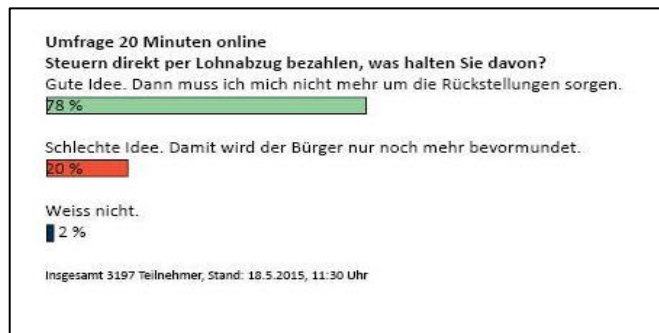 Umfrage 20 Minuten online
Steuern direkt per Lohnabzug bezahlen, was halten Sie davon?
Gute Idee. Dann muss ich mich nicht mehr um die Rückstellungen sorgen.
78 %
Schlechte Idee. Damit wird der Bürger nur noch mehr bevormundet.
20 %
Weiss nicht.
2 %
Insgesamt 3197 Teilnehmer, Stand: 18.5.2015, 11:30 Uhr